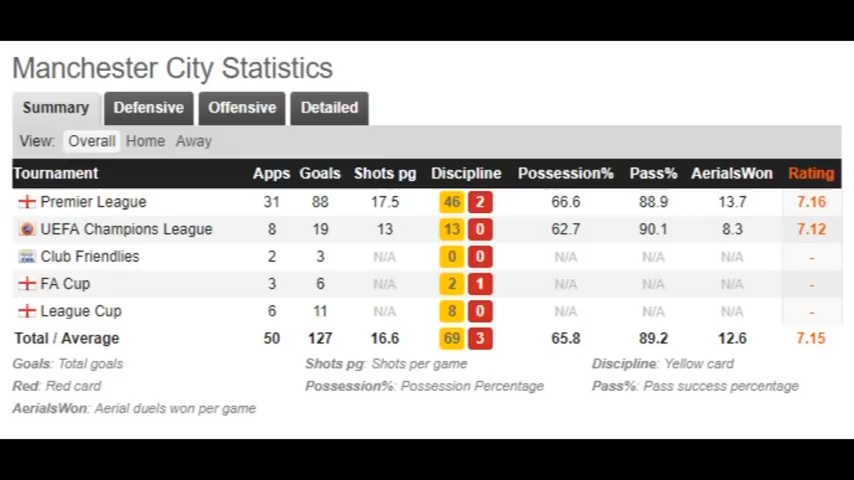 Manchester City Statistics
Summary Defensive Offensive Detailed
View: Overall Home Away
Tournament Apps Goals Shots pg Discipline Possession% Pass% AerialsWon Rating
Premier League 31 88 17.5 46 2 66.6 88.9 13.7 7.16
UEFA Champions League 8 19 13 13 0 62.7 90.1 8.3 7.12
Club Friendlies 2 3 N/A 0 0 N/A N/A N/A -
FA Cup 3 6 N/A 2 1 N/A N/A N/A -
League Cup 6 11 N/A 8 0 N/A N/A N/A -
Total / Average 50 127 16.6 69 3 65.8 89.2 12.6 7.15
Goals: Total goals Shots pg: Shots per game Discipline: Yellow card
Red: Red card Possession%: Possession Percentage Pass%: Pass success percentage
AerialsWon: Aerial duels won per game